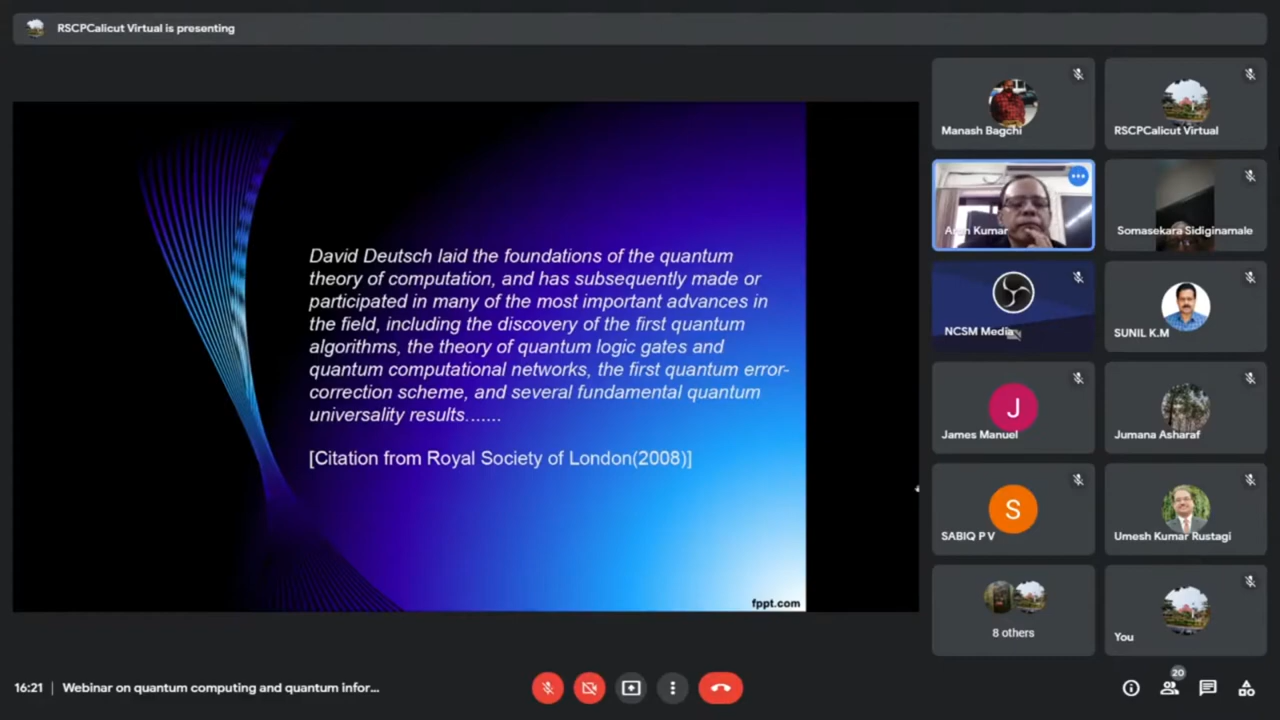 RSCPCalicut Virtual is presenting
David Deutsch laid the foundations of the quantum
theory of computation, and has subsequently made or
participated in many of the most important advances in
the field, including the discovery of the first quantum
algorithms, the theory of quantum logic gates and
quantum computational networks, the first quantum error-
correction scheme, and several fundamental quantum
universality results.......
[Citation from Royal Society of London(2008)]
fppt.com
Manash Bagchi
RSCPCalicut Virtual
Kumar
Somasekara Sidiginamale
NCSM Media
SUNIL K.M
J
James Manuel
Jumana Asharaf
S
SABIQ P V
Umesh Kumar Rustagi
8 others
You
16:21 | Webinar on quantum computing and quantum infor...
20